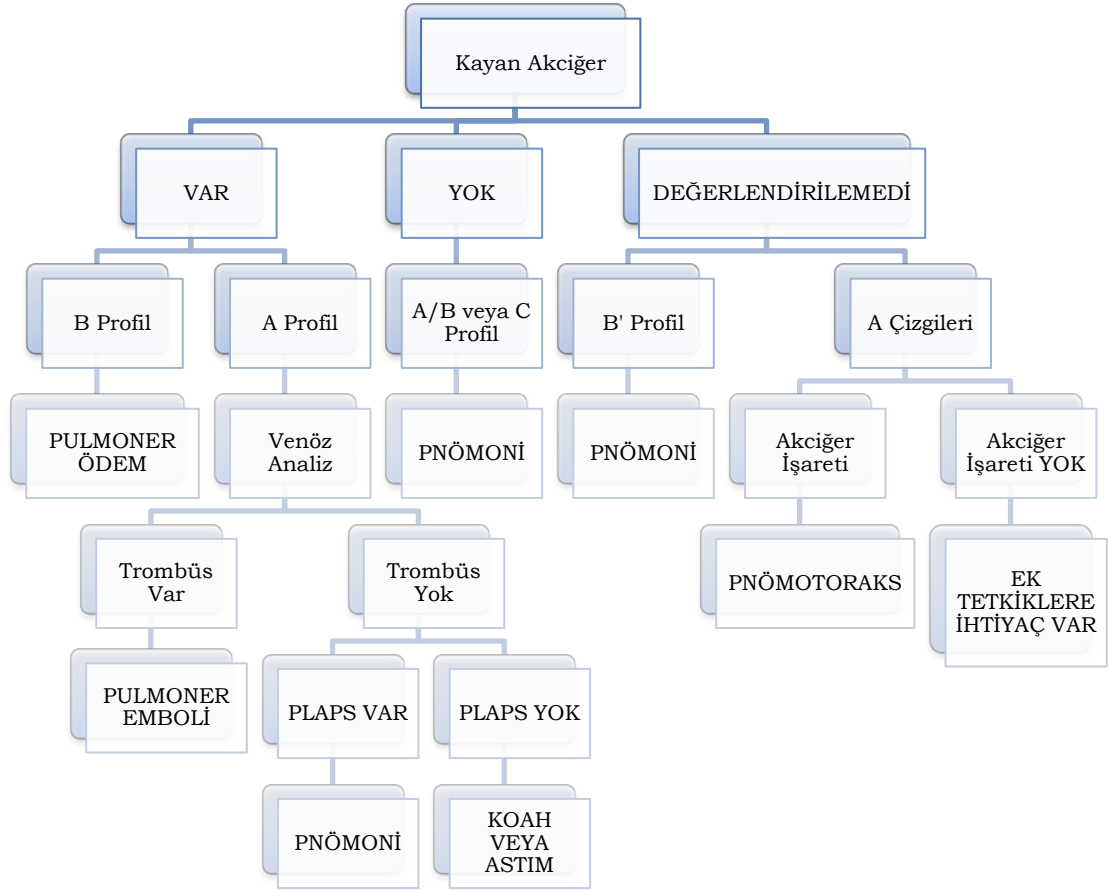 Kayan Akciğer
VAR
YOK
DEĞERLENDİRİLEMEDİ
B Profil
A Profil
A/B veya C
Profil
B' Profil
A Çizgileri
PULMONER
ÖDEM
Venöz
Analiz
PNÖMONİ
PNÖMONİ
Akciğer
İşareti
Akciğer
İşareti YOK
Trombüs
Var
Trombüs
Yok
PNÖMOTORAKS
EK
TETKİKLERE
İHTİYAÇ VAR
PULMONER
EMBOLİ
PLAPS VAR
PLAPS YOK
PNÖMONİ
KOAH
VEYA
ASTIM